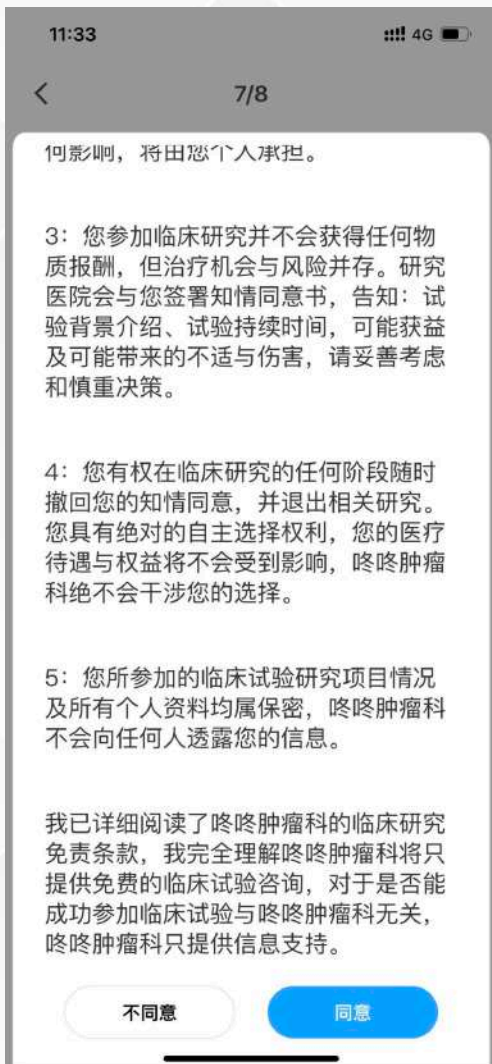 11:33
4G
7/8
何影响，将由您个人承担。
3：您参加临床研究并不会获得任何物
质报酬，但治疗机会与风险并存。研究
医院会与您签署知情同意书，告知：试
验背景介绍、试验持续时间，可能获益
及可能带来的不适与伤害，请妥善考虑
和慎重决策。
4：您有权在临床研究的任何阶段随时
撤回您的知情同意，并退出相关研究。
您具有绝对的自主选择权利，您的医疗
待遇与权益将不会受到影响，咚咚肿瘤
科绝不会干涉您的选择。
5：您所参加的临床试验研究项目情况
及所有个人资料均属保密，咚咚肿瘤科
不会向任何人透露您的信息。
我已详细阅读了咚咚肿瘤科的临床研究
免责条款，我完全理解咚咚肿瘤科将只
提供免费的临床试验咨询，对于是否能
成功参加临床试验与咚咚肿瘤科无关，
咚咚肿瘤科只提供信息支持。
不同意
同意